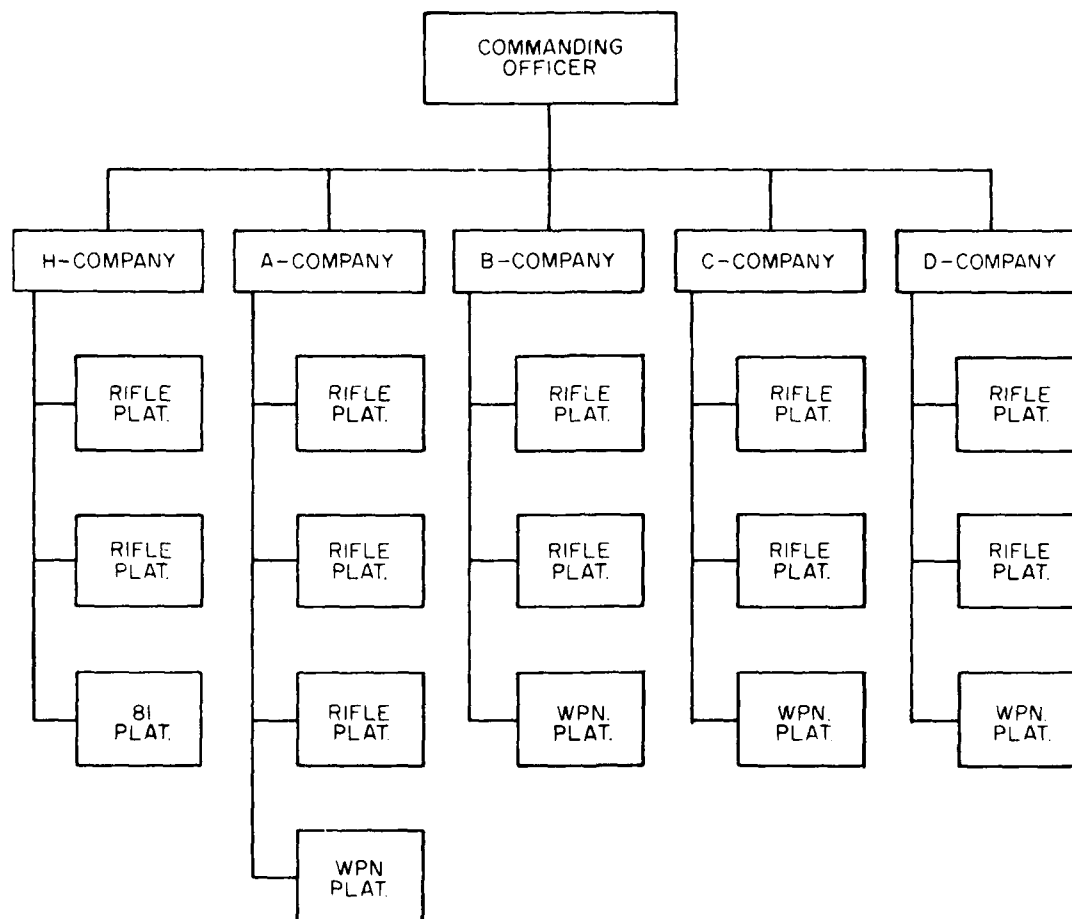 COMMANDING
OFFICER
H-COMPANY
A-COMPANY
B-COMPANY
C-COMPANY
D-COMPANY
RIFLE
PLAT.
RIFLE
PLAT.
81
PLAT.
RIFLE
PLAT.
RIFLE
PLAT.
RIFLE
PLAT.
WPN
PLAT.
RIFLE
PLAT.
RIFLE
PLAT.
WPN.
PLAT.
RIFLE
PLAT.
RIFLE
PLAT.
WPN.
PLAT.
RIFLE
PLAT.
RIFLE
PLAT.
WPN.
PLAT.